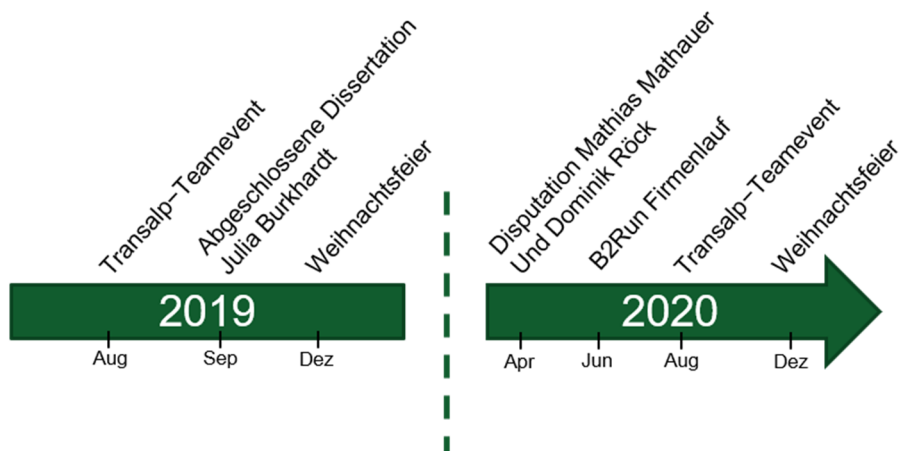 Transalp-Teamevent
Abgeschlossene Dissertation
Julia Burkhardt
Weihnachtsfeier
2019
Aug
Sep
Dez
Disputation Mathias Mathauer
Und Dominik Röck
B2Run Firmenlauf
Transalp-Teamevent
Weihnachtsfeier
2020
Apr
Jun
Aug
Dez